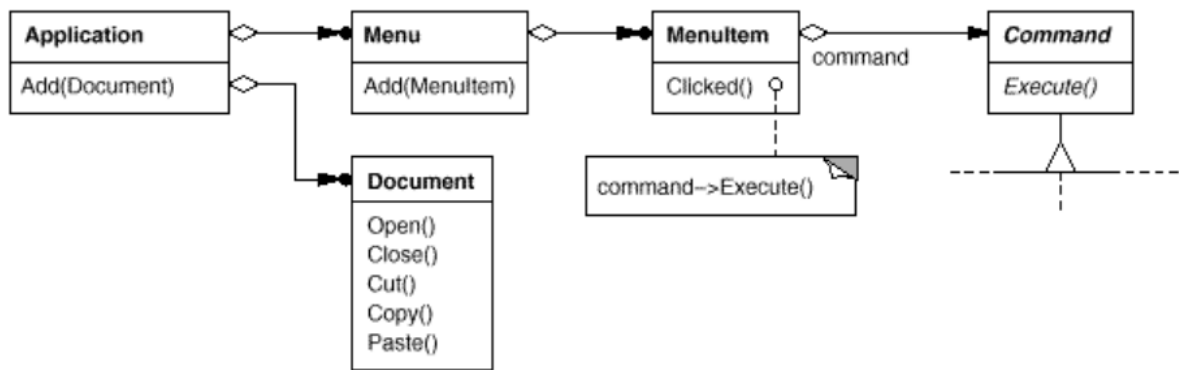 Application
Add(Document)
Menu
Add(MenuItem)
MenuItem
Clicked()
command
Command
Execute()
command–>Execute()
Document
Open()
Close()
Cut()
Copy()
Paste()